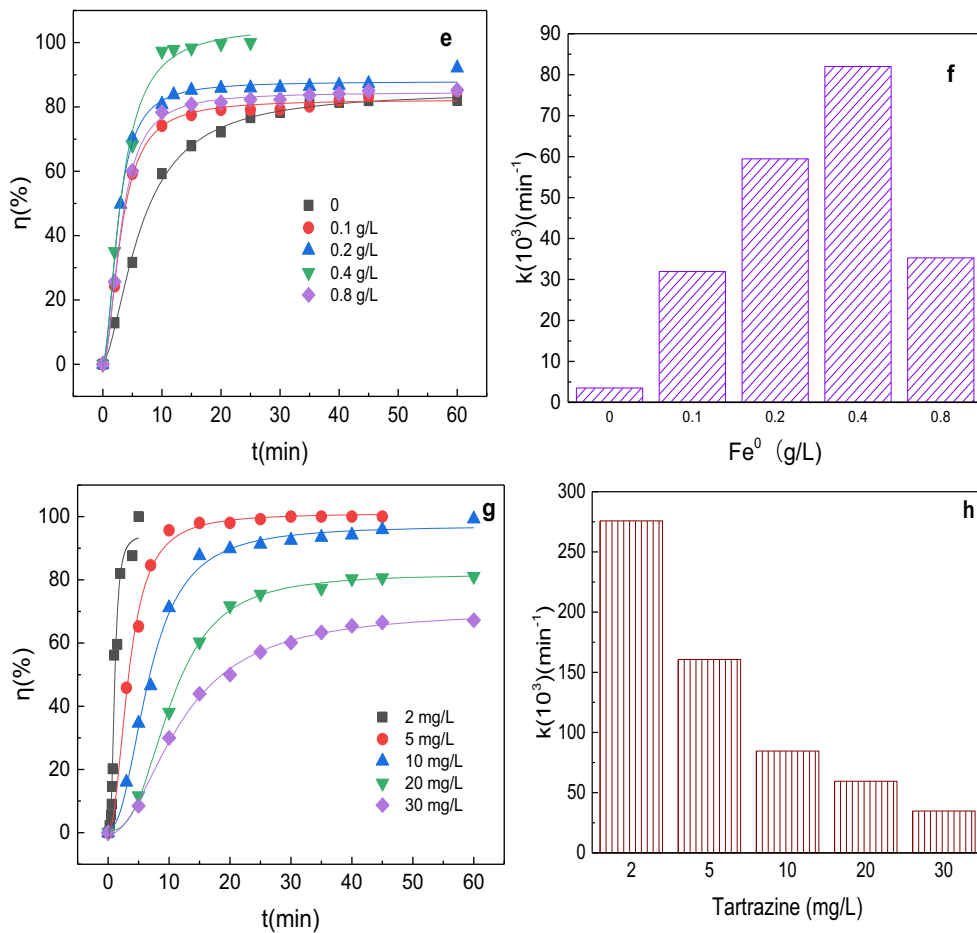 e
100
80
60
40
20
0
η(%)
0
0.1 g/L
0.2 g/L
0.4 g/L
0.8 g/L
0 10 20 30 40 50 60
t(min)
f
90
80
70
60
50
40
30
20
10
0
k(10³)(min⁻¹)
0 0.1 0.2 0.4 0.8
Fe⁰ (g/L)
g
100
80
60
40
20
0
η(%)
2 mg/L
5 mg/L
10 mg/L
20 mg/L
30 mg/L
0 10 20 30 40 50 60
t(min)
h
300
250
200
150
100
50
0
k(10³)(min⁻¹)
2 5 10 20 30
Tartrazine (mg/L)